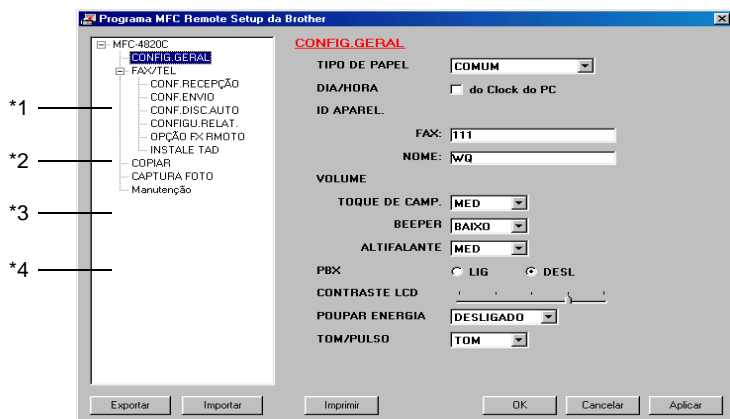 Programa MFC Remote Setup da Brother
MFC-4820C
CONFIG.GERAL
FAX/TEL
CONF.RECEPÇÃO
CONF.ENVIO
CONF.DISC.AUTO
CONFIGU.RELAT.
OPÇÃO FX RMOTO
INSTALE TAD
COPIAR
CAPTURA FOTO
Manutenção
*1
*2
*3
*4
CONFIG.GERAL
TIPO DE PAPEL COMUM
DIA/HORA do Clock do PC
ID APAREL.
FAX: 111
NOME: WQ
VOLUME
TOQUE DE CAMP. MED
BEEPER BAIXO
ALTIFALANTE MED
PBX LIG DESL
CONTRASTE LCD
POUPAR ENERGIA DESLIGADO
TOM/PULSO TOM
Exportar Importar Imprimir OK Cancelar Aplicar